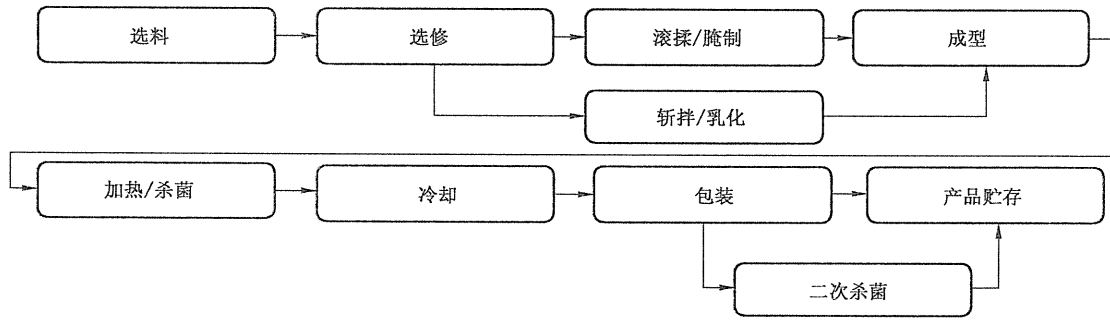 选料
选修
滚揉/腌制
成型
斩拌/乳化
加热/杀菌
冷却
包装
产品贮存
二次杀菌